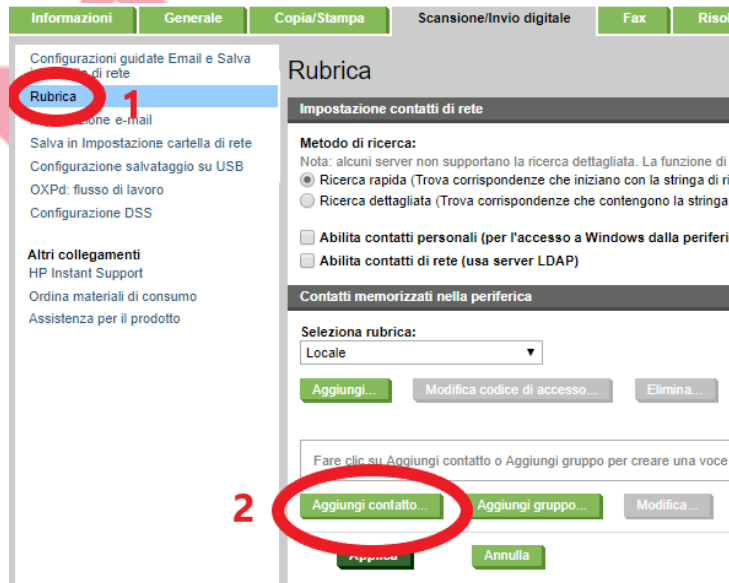 Informazioni Generale Copia/Stampa Scansione/Invio digitale Fax
Configurazioni guidate Email e Salva
di rete
Rubrica
1
e-mail
Salva in Impostazione cartella di rete
Configurazione salvataggio su USB
OXPd: flusso di lavoro
Configurazione DSS
Altri collegamenti
HP Instant Support
Ordina materiali di consumo
Assistenza per il prodotto
Rubrica
Impostazione contatti di rete
Metodo di ricerca:
Nota: alcuni server non supportano la ricerca dettagliata. La funzione di
Ricerca rapida (Trova corrispondenze che iniziano con la stringa di
Ricerca dettagliata (Trova corrispondenze che contengono la stringa
Abilita contatti personali (per l'accesso a Windows dalla
Abilita contatti di rete (usa server LDAP)
Contatti memorizzati nella periferica
Seleziona rubrica:
Locale
Aggiungi... Modifica codice di accesso... Elimina...
Fare clic su Aggiungi contatto o Aggiungi gruppo per creare una voce
2
Aggiungi contatto... Aggiungi gruppo... Modifica...
Applica Annulla